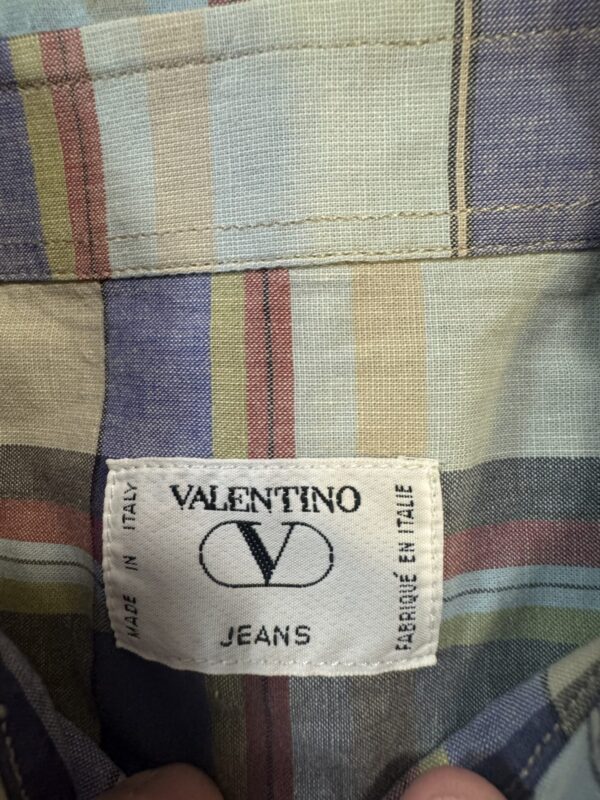 VALENTINO
V
JEANS
MADE IN ITALY
FABRIQUÉ EN ITALIE